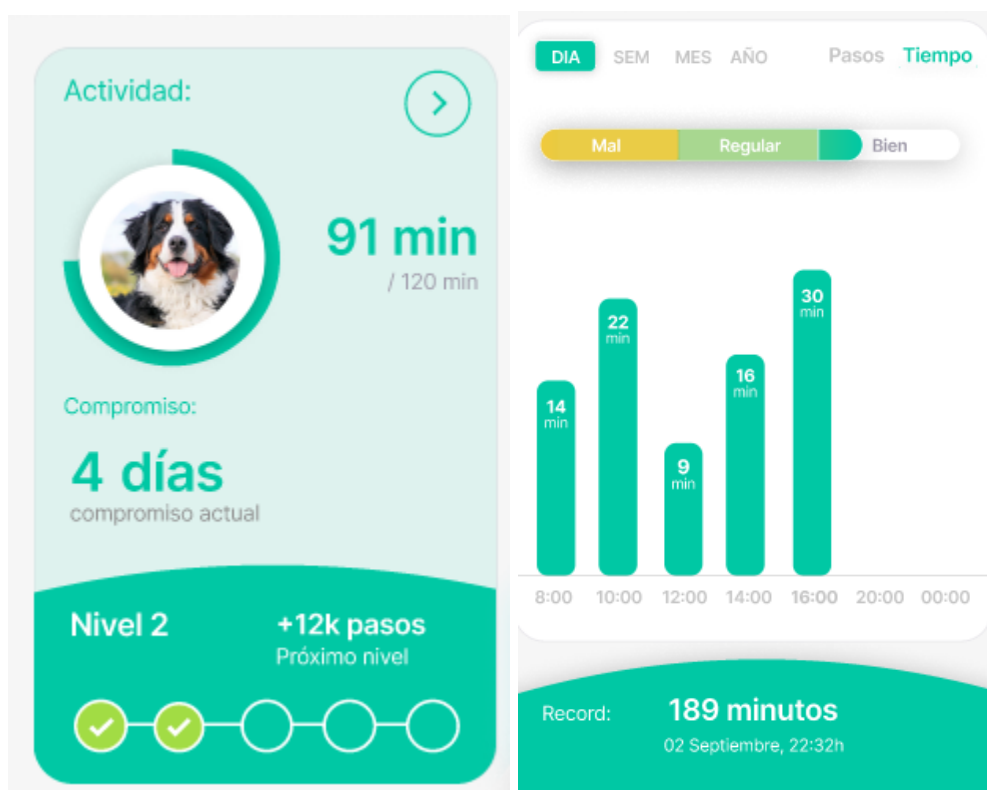 Actividad:
91 min
/ 120 min
Compromiso:
4 días
compromiso actual
Nivel 2
+12k pasos
Próximo nivel
DIA SEM MES AÑO Pasos Tiempo
Mal Regular Bien
14
min
22
min
9
min
16
min
30
min
8:00 10:00 12:00 14:00 16:00 20:00 00:00
Record:
189 minutos
02 Septiembre, 22:32h